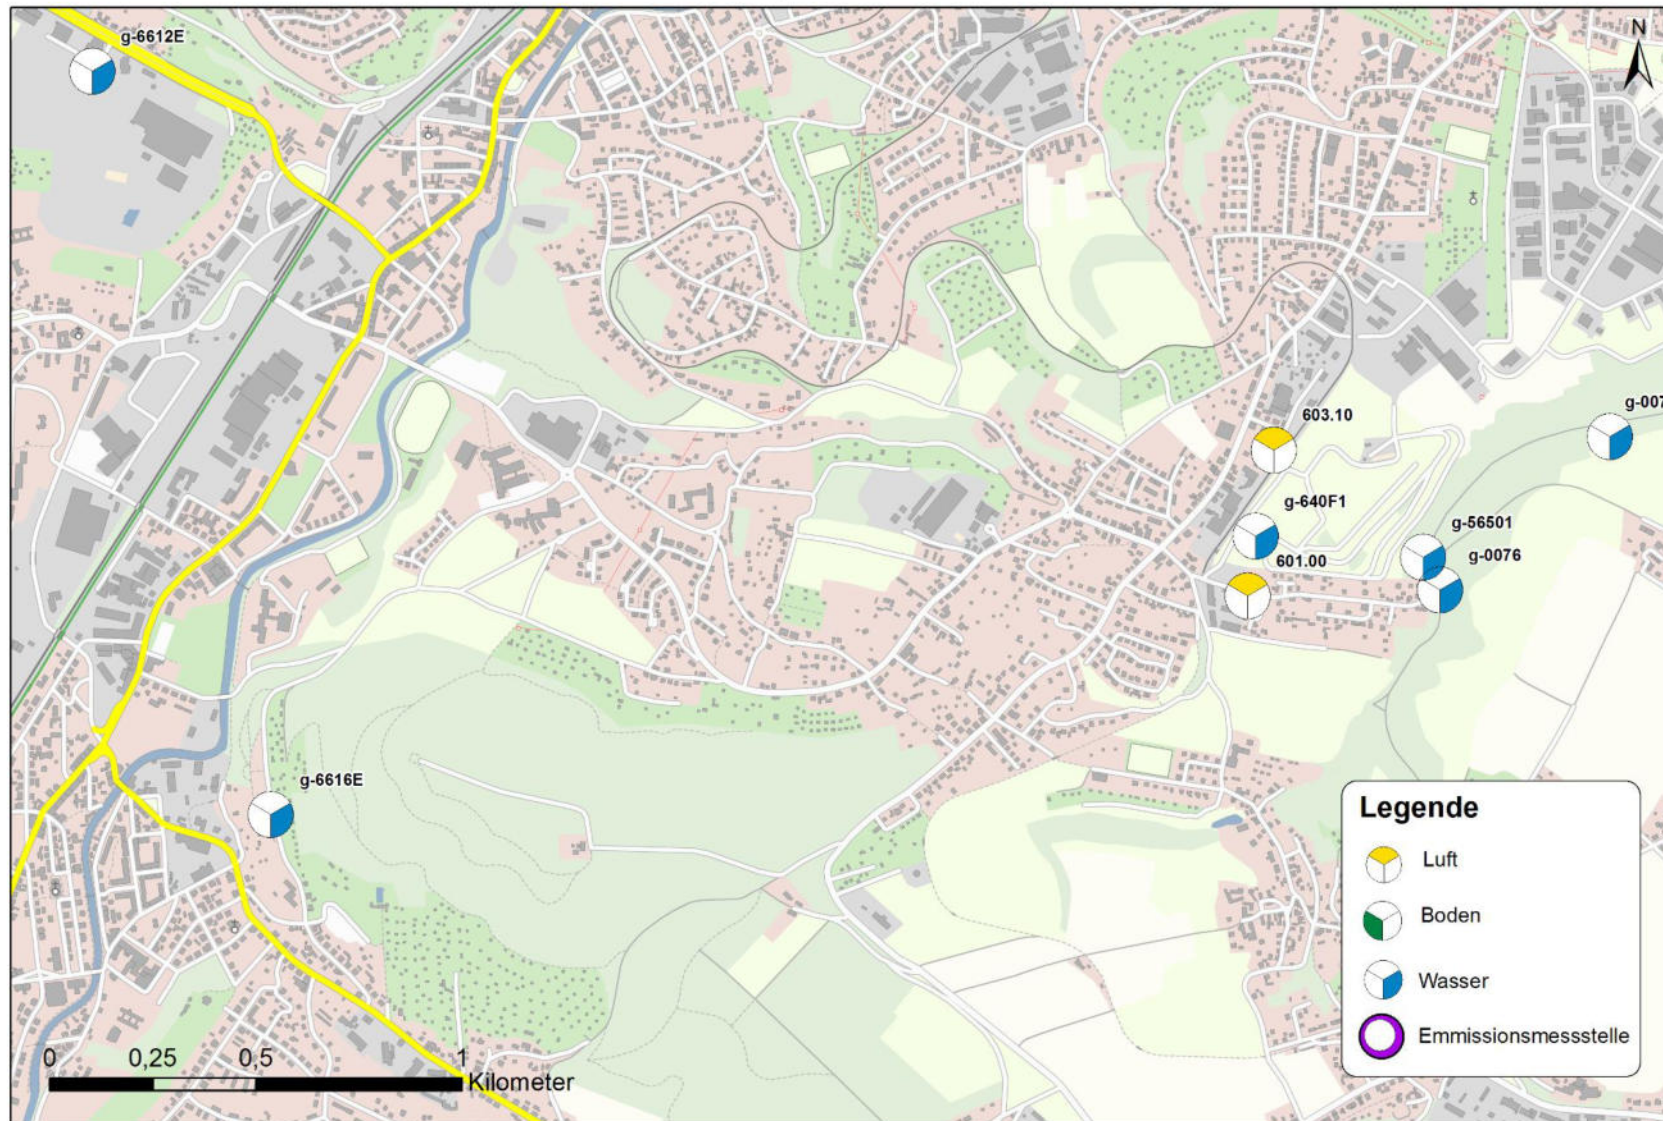 g-6612E
N
603.10
g-07
g-640F1
g-56501
601.00
g-0076
g-6616E
Legende
Luft
Boden
Wasser
Emmissionsmessstelle
0 0,25 0,5 1
Kilometer